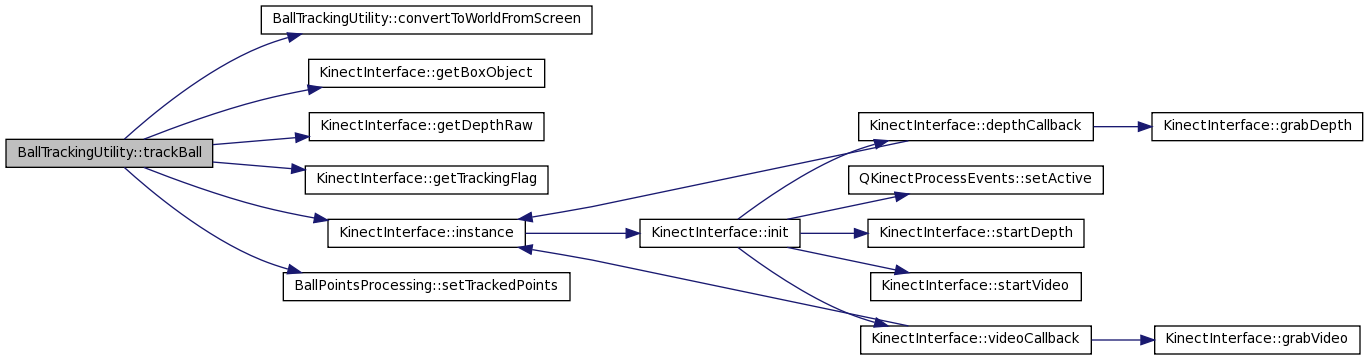 BallTrackingUtility::convertToWorldFromScreen
KinectInterface::getBoxObject
KinectInterface::getDepthRaw
KinectInterface::depthCallback
KinectInterface::grabDepth
BallTrackingUtility::trackBall
KinectInterface::getTrackingFlag
QKinectProcessEvents::setActive
KinectInterface::instance
KinectInterface::init
KinectInterface::startDepth
BallPointsProcessing::setTrackedPoints
KinectInterface::startVideo
KinectInterface::videoCallback
KinectInterface::grabVideo